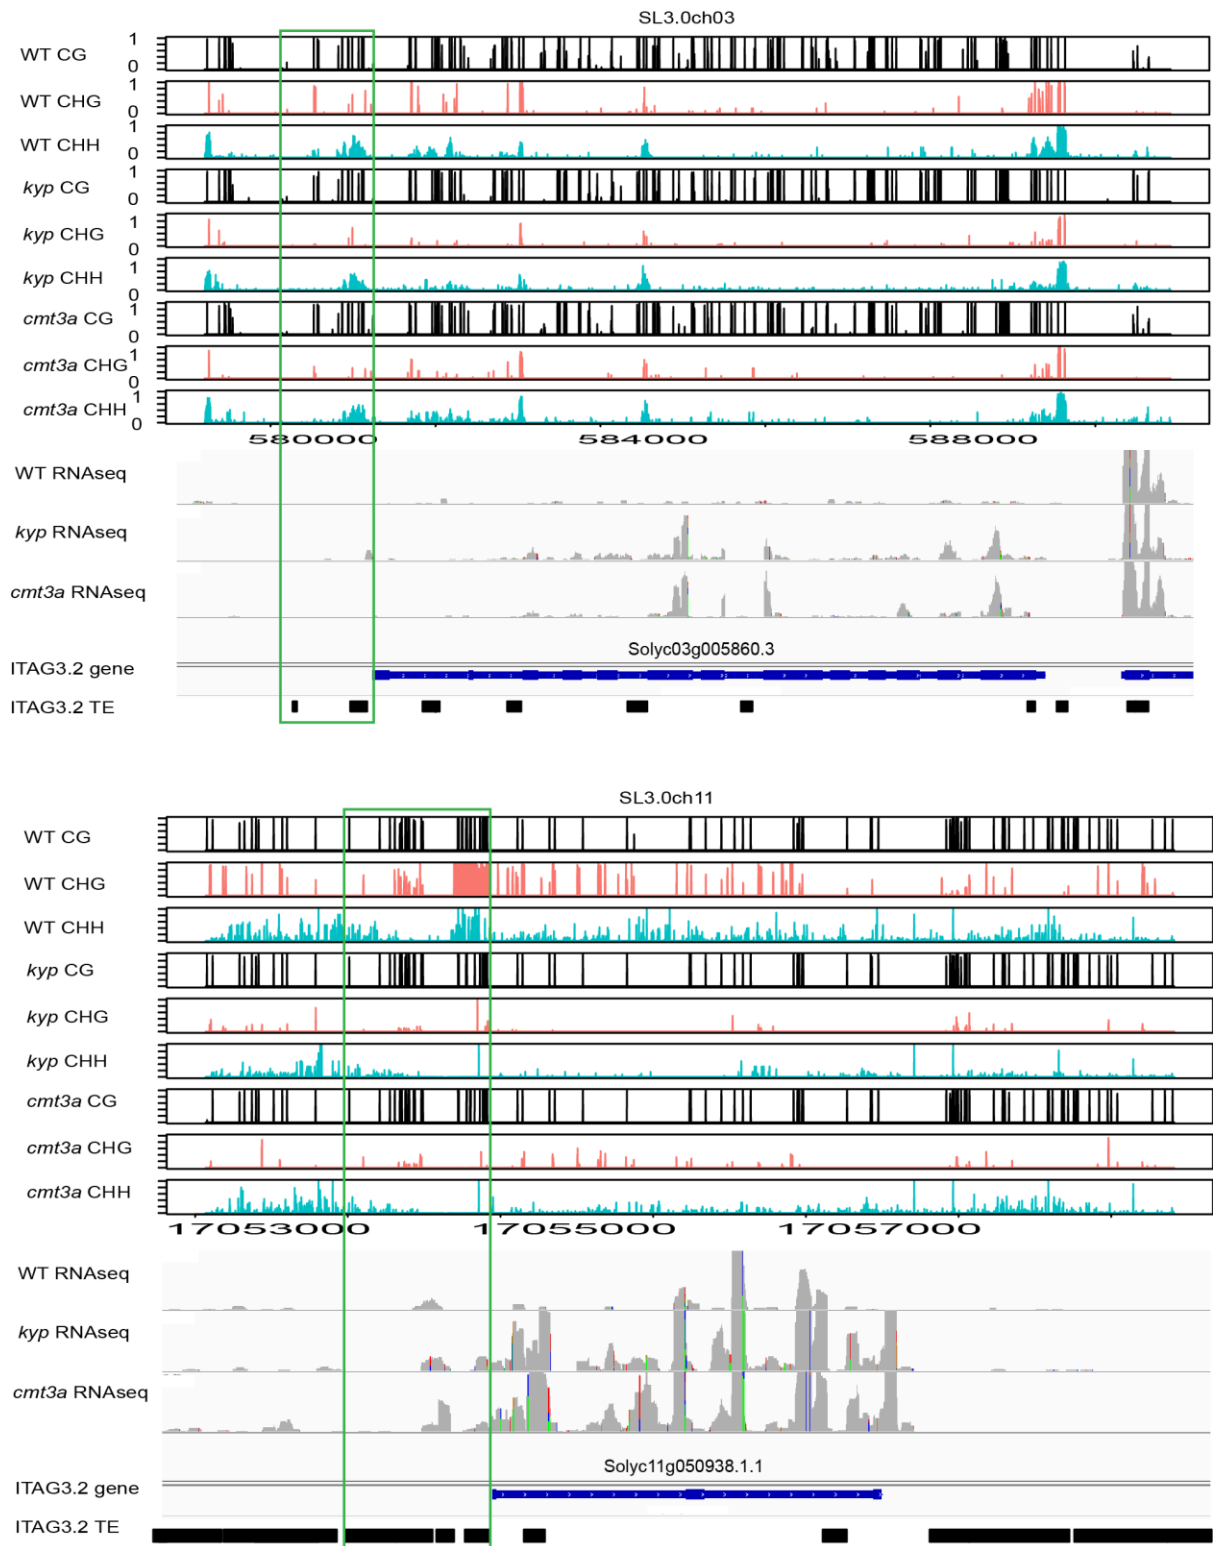 SL3.0ch03
WT CG 1 0
WT CHG 1 0
WT CHH 1 0
kyp CG 1 0
kyp CHG 1 0
kyp CHH 1 0
cmt3a CG 1 0
cmt3a CHG 1 0
cmt3a CHH 1 0
580000 584000 588000
WT RNAseq
kyp RNAseq
cmt3a RNAseq
Solyc03g005860.3
ITAG3.2 gene
ITAG3.2 TE
SL3.0ch11
WT CG
WT CHG
WT CHH
kyp CG
kyp CHG
kyp CHH
cmt3a CG
cmt3a CHG
cmt3a CHH
17053000 17055000 17057000
WT RNAseq
kyp RNAseq
cmt3a RNAseq
Solyc11g050938.1.1
ITAG3.2 gene
ITAG3.2 TE